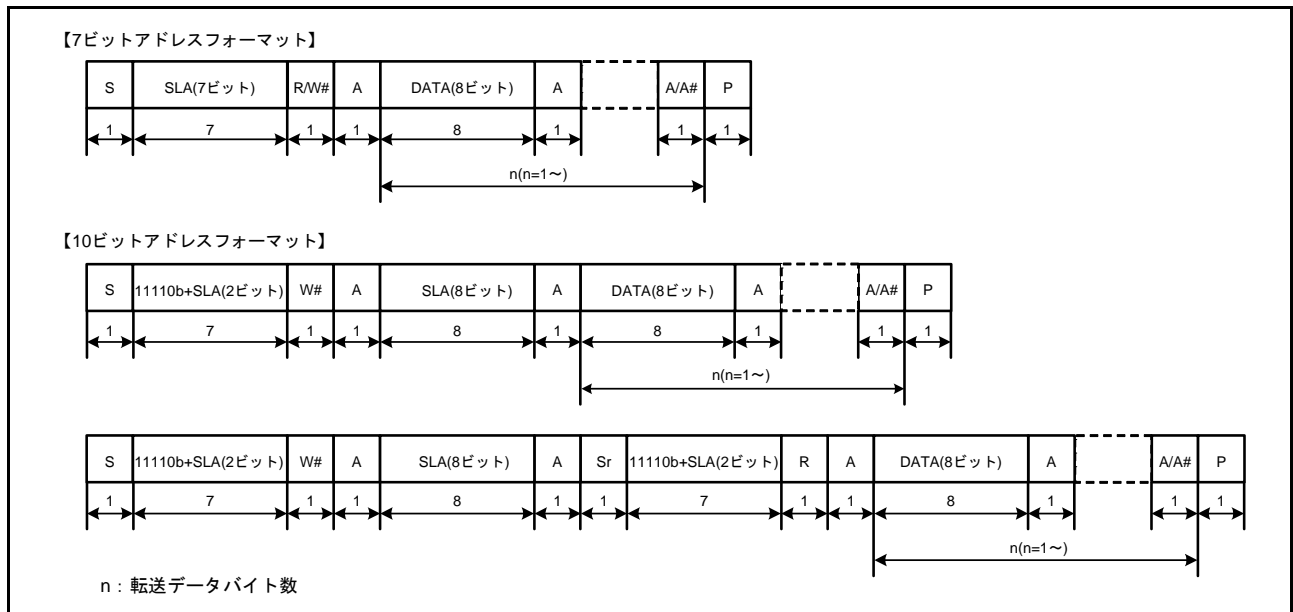 【7ビットアドレスフォーマット】
S SLA(7ビット) R/W# A DATA(8ビット) A A/A# P
1 7 1 1 8 1 1 1
n(n=1～)
【10ビットアドレスフォーマット】
S 11110b+SLA(2ビット) W# A SLA(8ビット) A DATA(8ビット) A A/A# P
1 7 1 1 8 1 8 1 1 1
n(n=1～)
S 11110b+SLA(2ビット) W# A SLA(8ビット) A Sr 11110b+SLA(2ビット) R A DATA(8ビット) A A/A# P
1 7 1 1 8 1 1 7 1 1 8 1 1 1
n(n=1～)
n：転送データバイト数